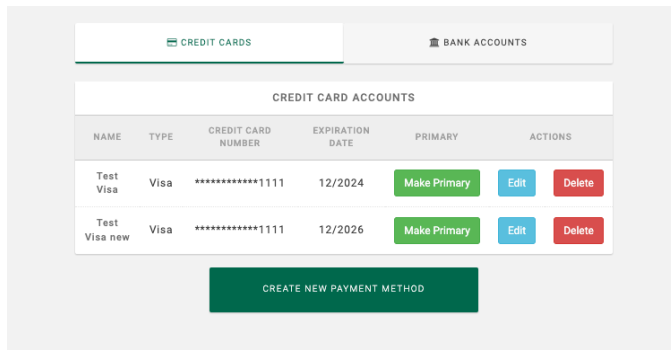 CREDIT CARDS BANK ACCOUNTS
CREDIT CARD ACCOUNTS
NAME TYPE CREDIT CARD NUMBER EXPIRATION DATE PRIMARY ACTIONS
Test Visa Visa ************1111 12/2024 Make Primary Edit Delete
Test Visa new Visa ************1111 12/2026 Make Primary Edit Delete
CREATE NEW PAYMENT METHOD